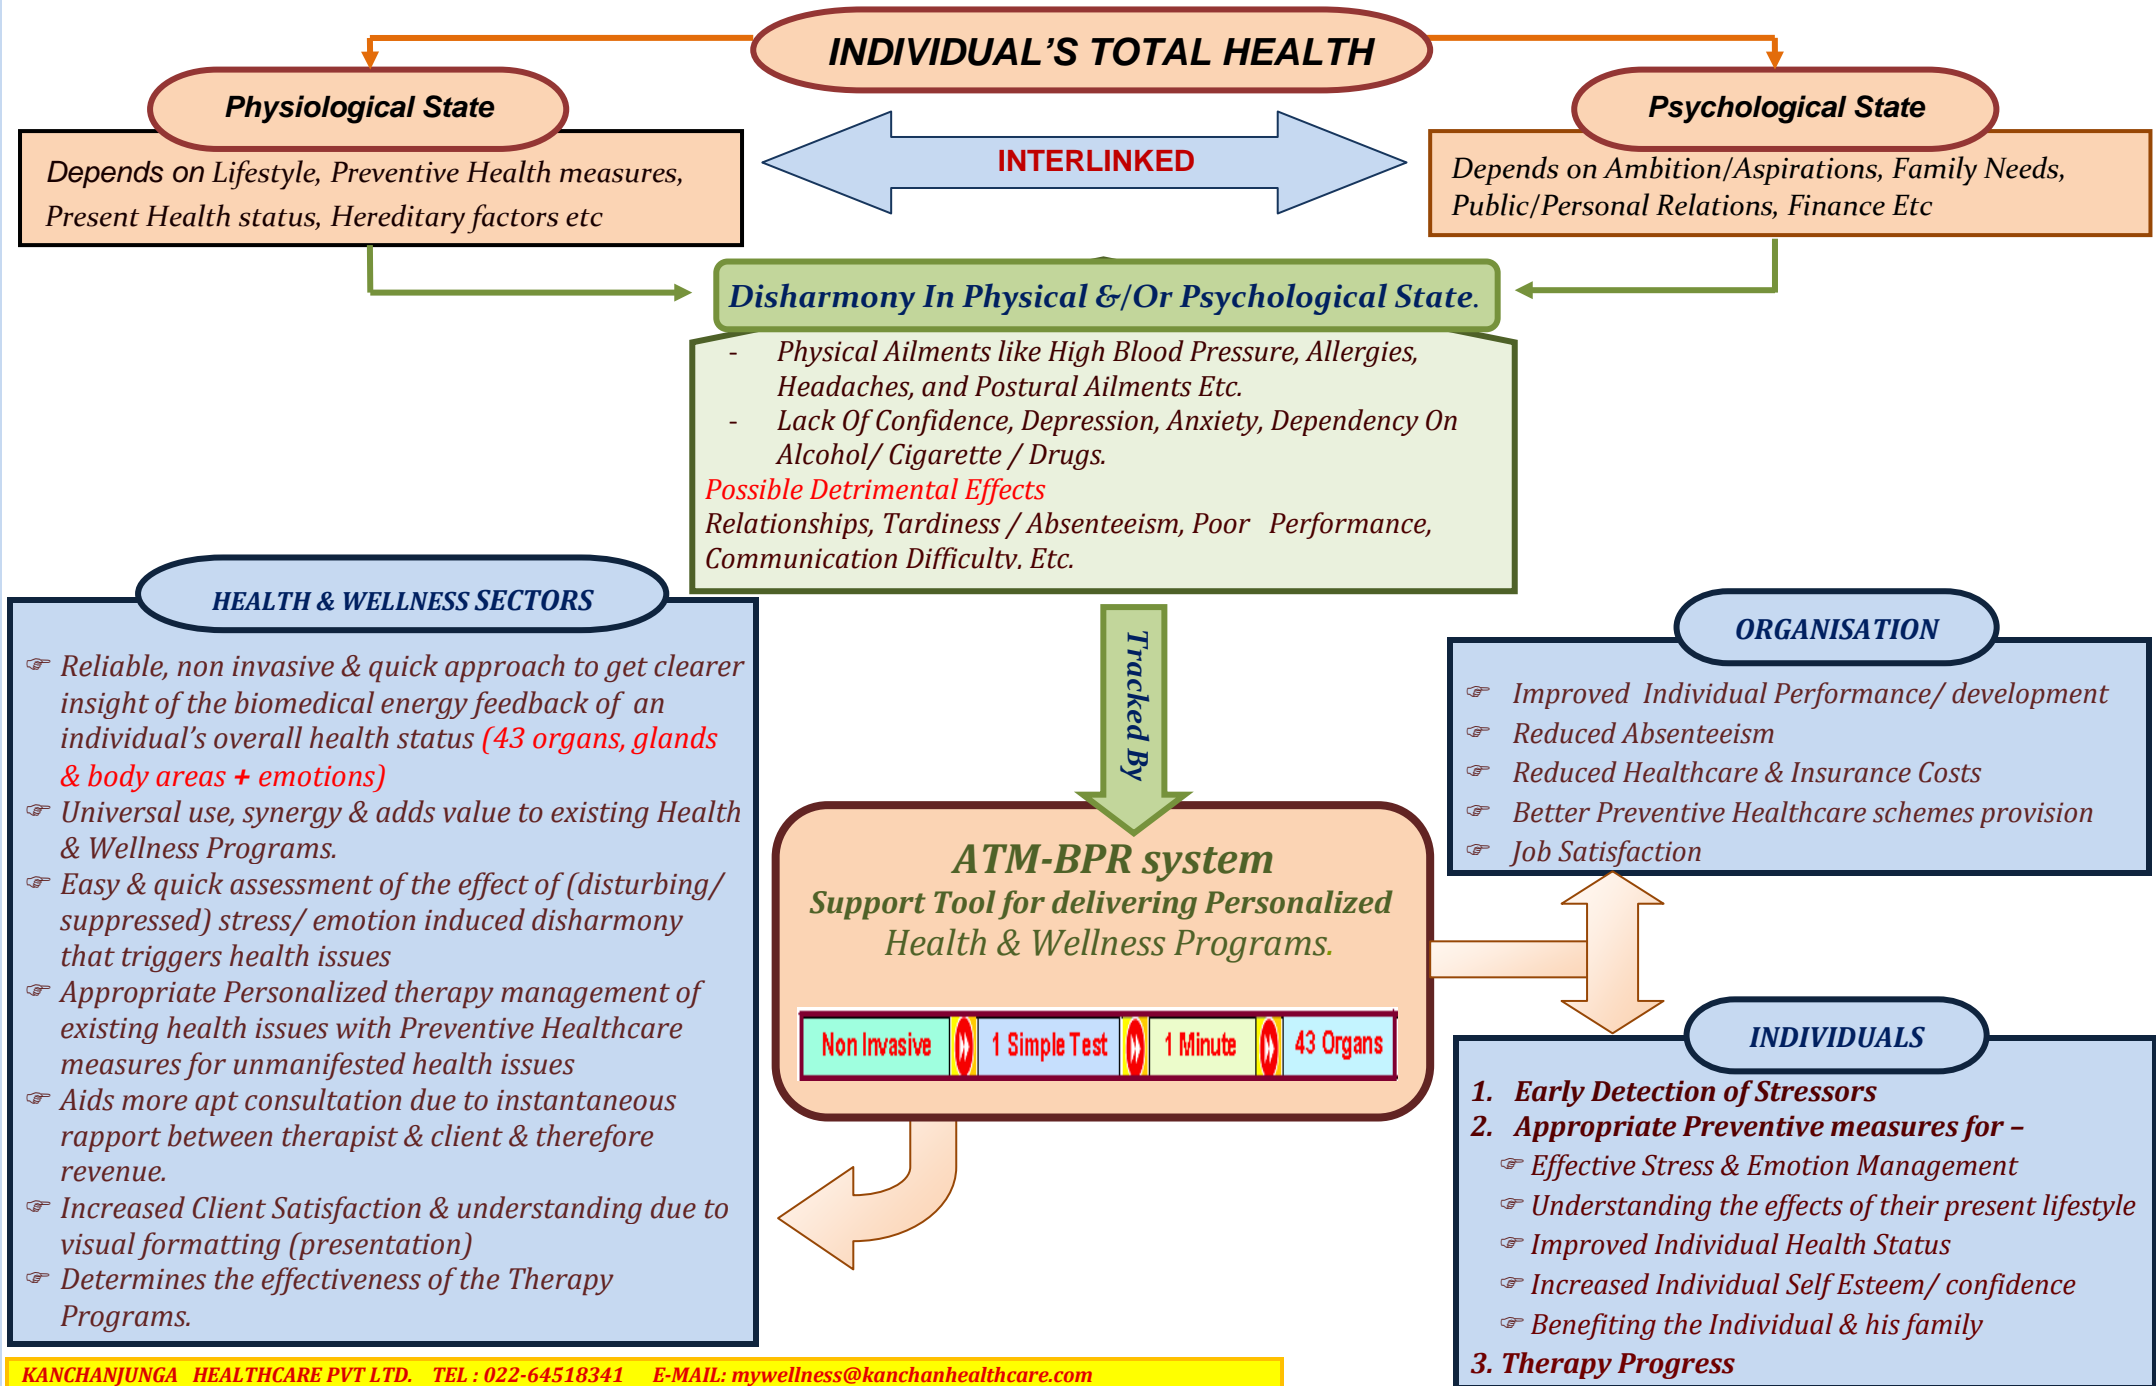 INDIVIDUAL’S TOTAL HEALTH
Physiological State
Depends on Lifestyle, Preventive Health measures,
Present Health status, Hereditary factors etc
INTERLINKED
Psychological State
Depends on Ambition/Aspirations, Family Needs,
Public/Personal Relations, Finance Etc
Disharmony In Physical &/Or Psychological State.
- Physical Ailments like High Blood Pressure, Allergies,
Headaches, and Postural Ailments Etc.
- Lack Of Confidence, Depression, Anxiety, Dependency On
Alcohol/ Cigarette / Drugs.
Possible Detrimental Effects
Relationships, Tardiness / Absenteeism, Poor Performance,
Communication Difficulty, Etc.
Tracked By
HEALTH & WELLNESS SECTORS
☞ Reliable, non invasive & quick approach to get clearer
insight of the biomedical energy feedback of an
individual’s overall health status (43 organs, glands
& body areas + emotions)
☞ Universal use, synergy & adds value to existing Health
& Wellness Programs.
☞ Easy & quick assessment of the effect of (disturbing/
suppressed) stress/ emotion induced disharmony
that triggers health issues
☞ Appropriate Personalized therapy management of
existing health issues with Preventive Healthcare
measures for unmanifested health issues
☞ Aids more apt consultation due to instantaneous
rapport between therapist & client & therefore
revenue.
☞ Increased Client Satisfaction & understanding due to
visual formatting (presentation)
☞ Determines the effectiveness of the Therapy
Programs.
ATM-BPR system
Support Tool for delivering Personalized
Health & Wellness Programs.
Non Invasive 1 Simple Test 1 Minute 43 Organs
ORGANISATION
☞ Improved Individual Performance/ development
☞ Reduced Absenteeism
☞ Reduced Healthcare & Insurance Costs
☞ Better Preventive Healthcare schemes provision
☞ Job Satisfaction
INDIVIDUALS
1. Early Detection of Stressors
2. Appropriate Preventive measures for –
☞ Effective Stress & Emotion Management
☞ Understanding the effects of their present lifestyle
☞ Improved Individual Health Status
☞ Increased Individual Self Esteem/ confidence
☞ Benefiting the Individual & his family
3. Therapy Progress
KANCHANJUNGA HEALTHCARE PVT LTD. TEL : 022-64518341 E-MAIL: mywellness@kanchanhealthcare.com